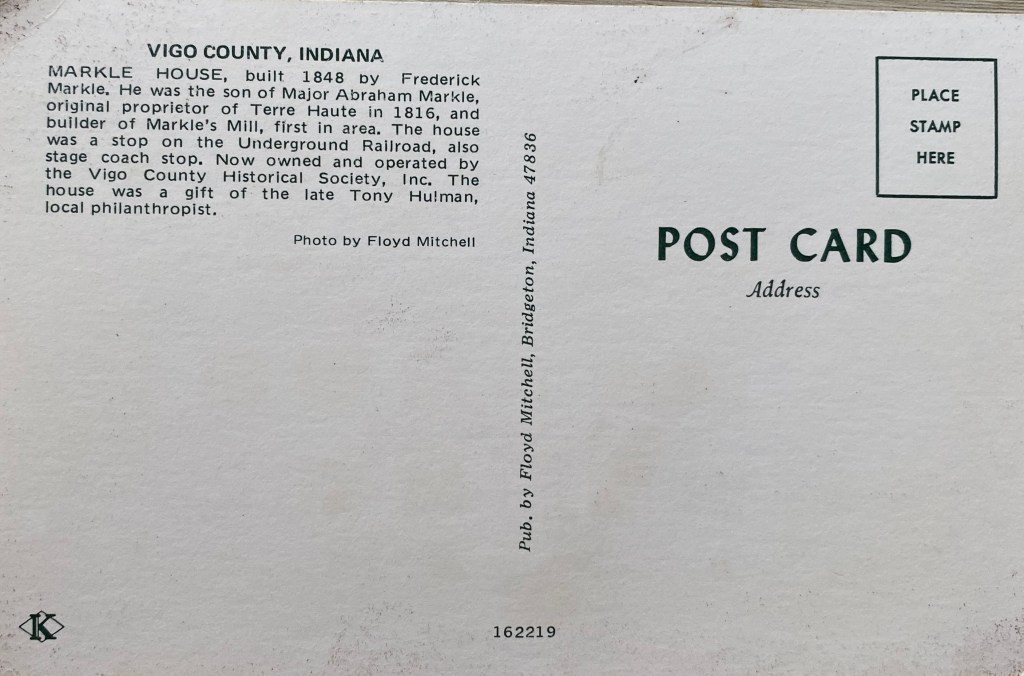 VIGO COUNTY, INDIANA
MARKLE HOUSE, built 1848 by Frederick
Markle. He was the son of Major Abraham Markle,
original proprietor of Terre Haute in 1816, and
builder of Markle's Mill, first in area. The house
was a stop on the Underground Railroad, also
stage coach stop. Now owned and operated by
the Vigo County Historical Society, Inc. The
house was a gift of the late Tony Hulman,
local philanthropist.
Photo by Floyd Mitchell
Pub. by Floyd Mitchell, Bridgeton, Indiana 47836
PLACE
STAMP
HERE
POST CARD
Address
K
162219